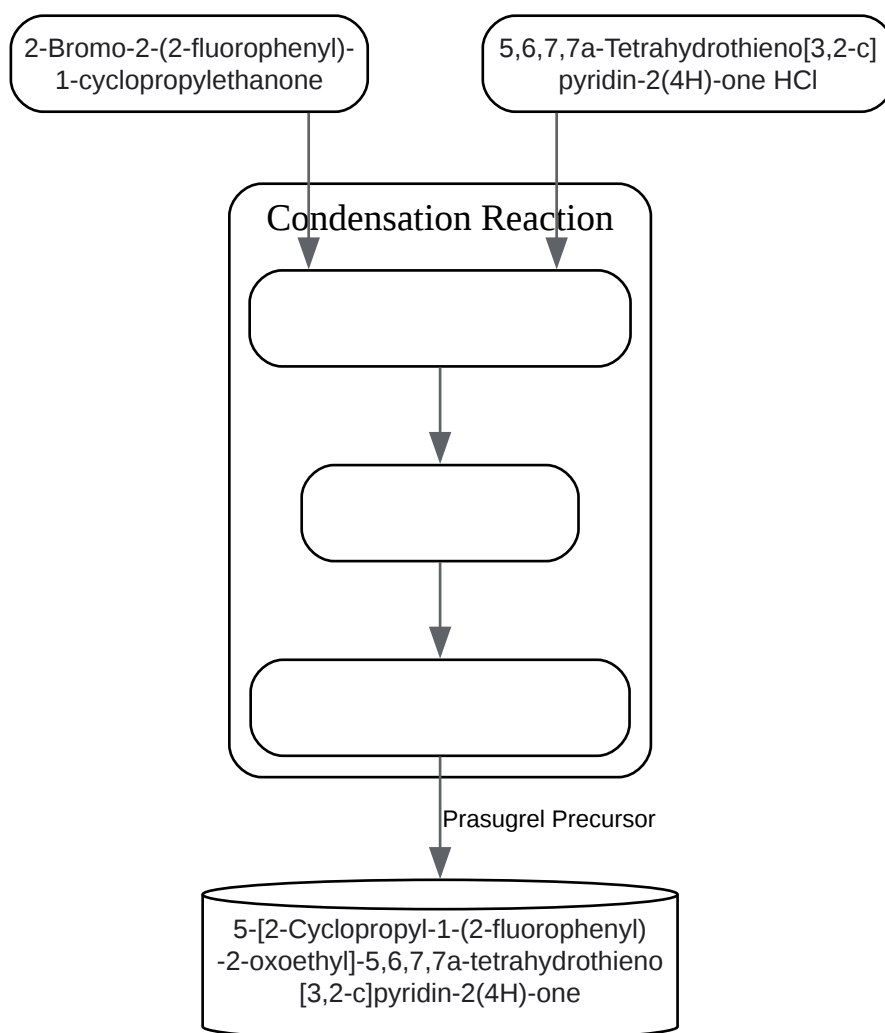 2-Bromo-2-(2-fluorophenyl)-
1-cyclopropylethanone
5,6,7,7a-Tetrahydrothieno[3,2-c]
pyridin-2(4H)-one HCl
Condensation Reaction
Prasugrel Precursor
5-[2-Cyclopropyl-1-(2-fluorophenyl)
-2-oxoethyl]-5,6,7,7a-tetrahydrothieno
[3,2-c]pyridin-2(4H)-one